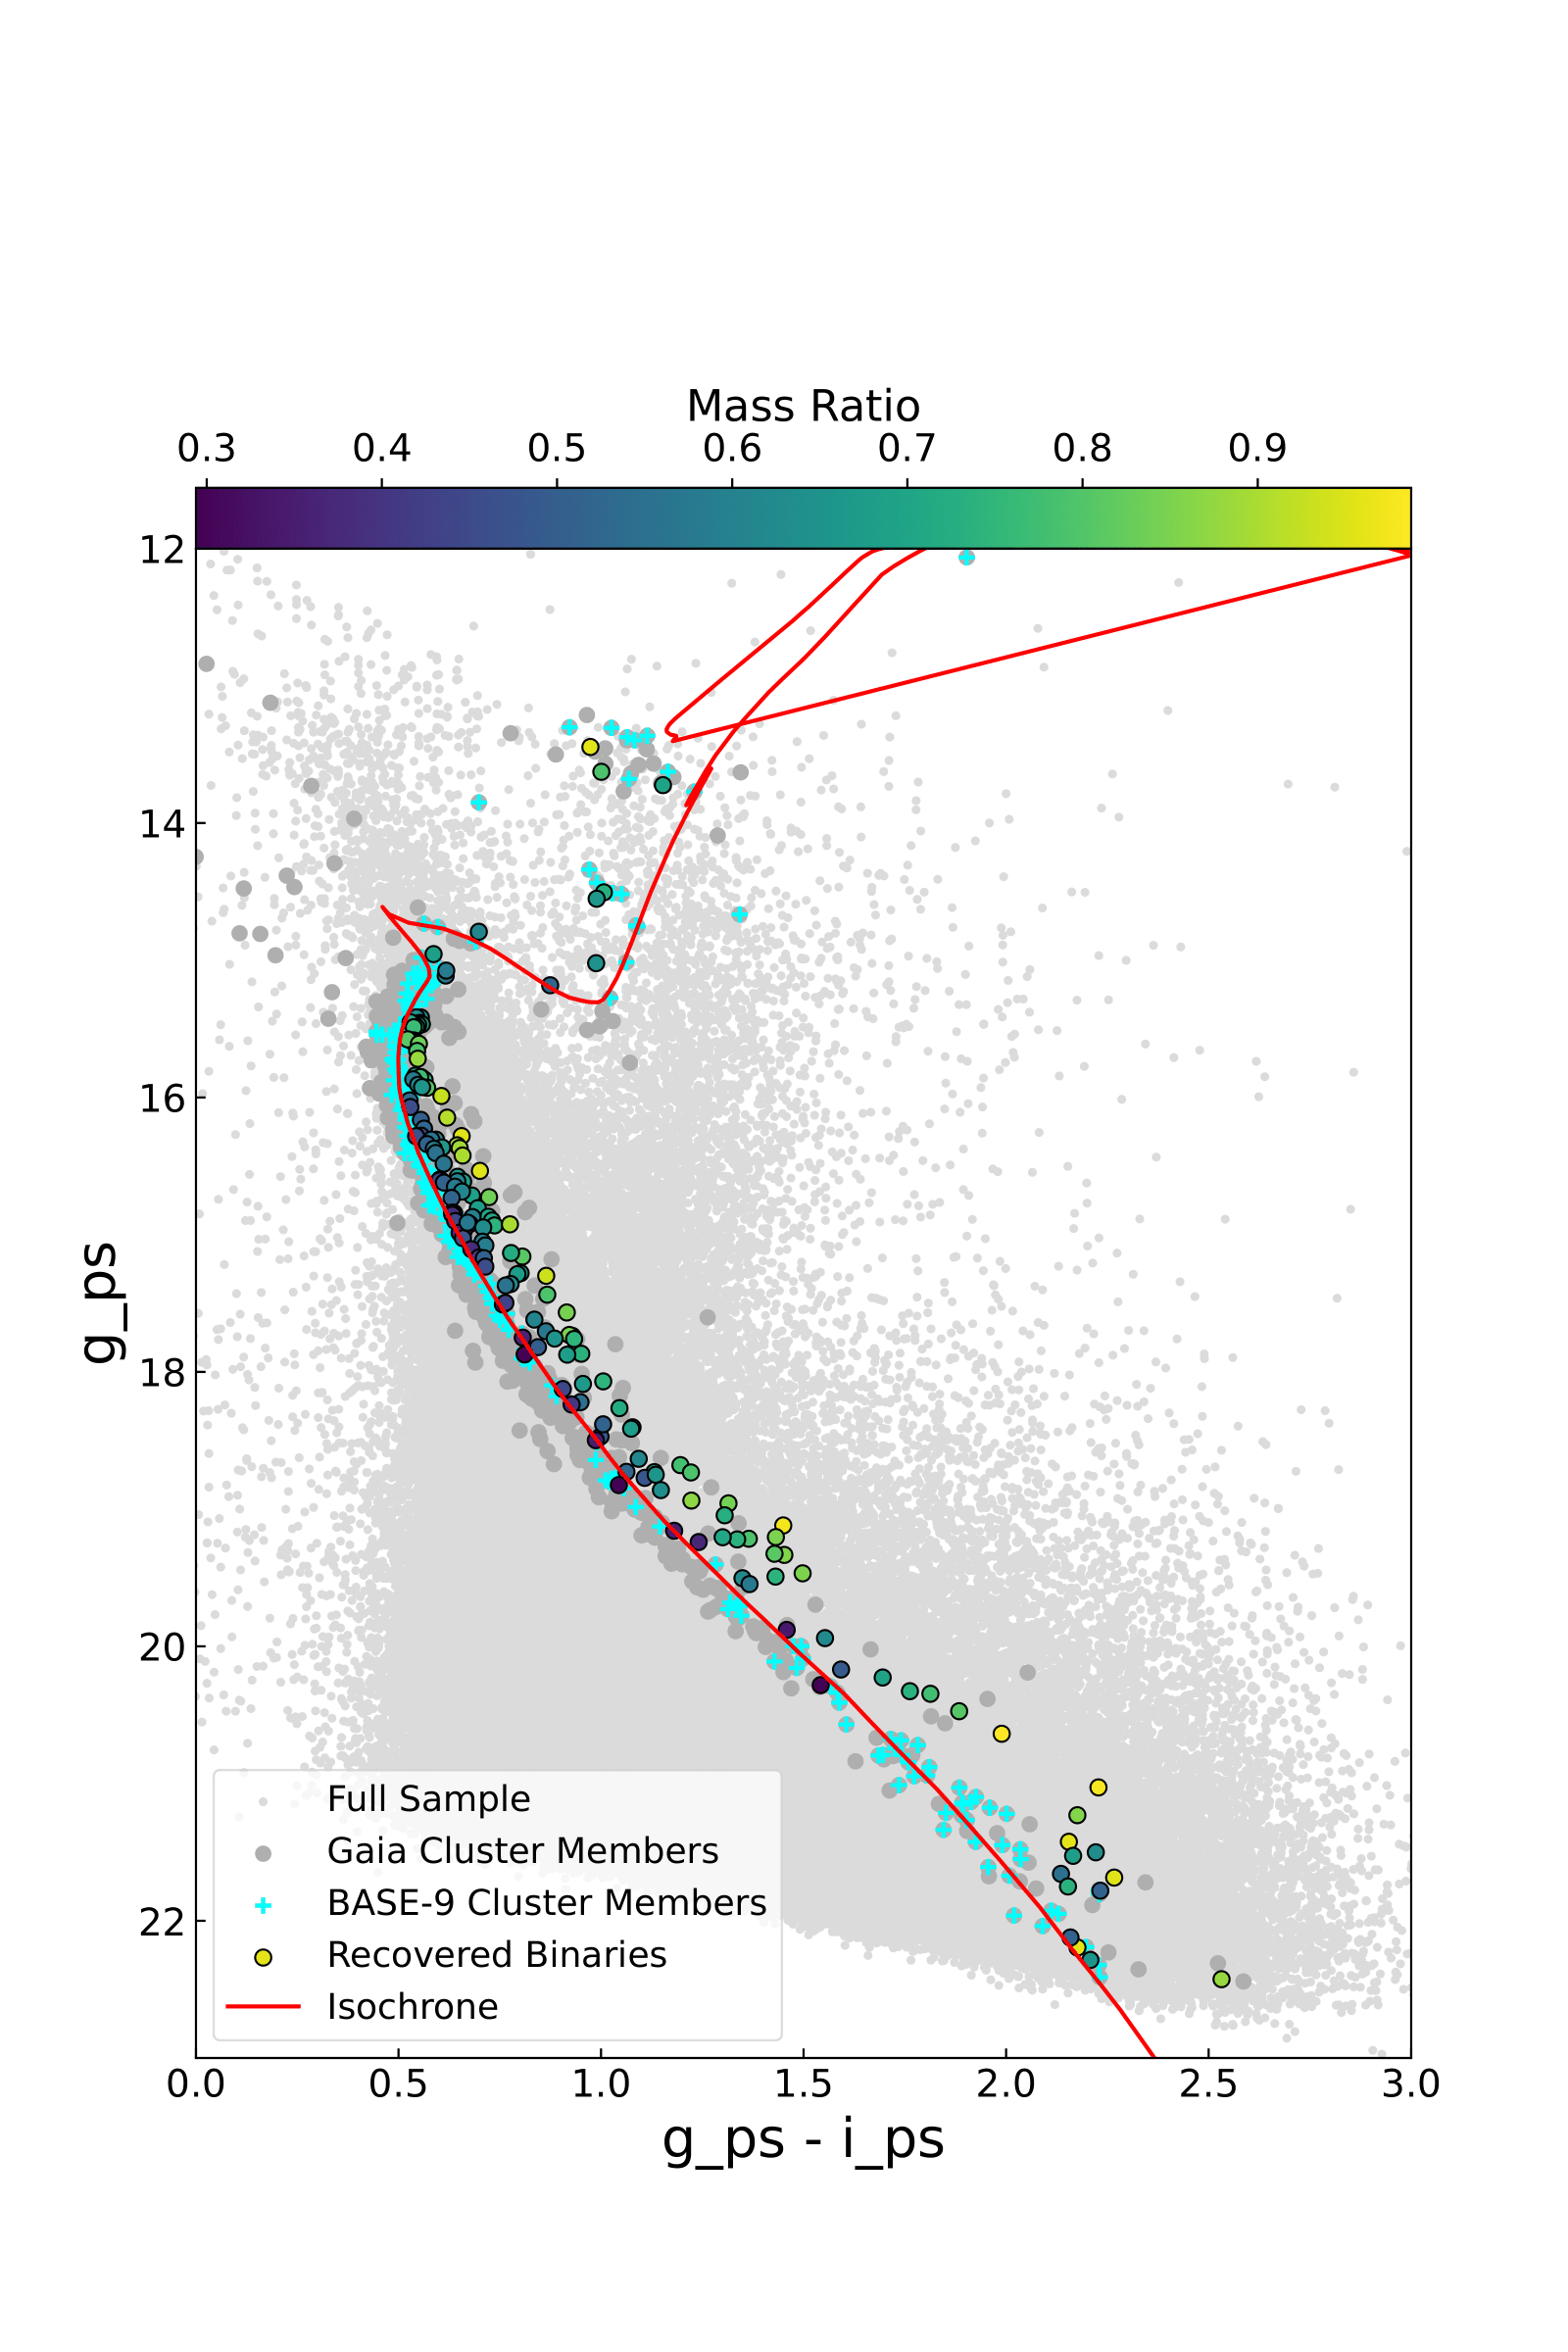 Mass Ratio
0.3 0.4 0.5 0.6 0.7 0.8 0.9
12
14
16
18
20
22
g_ps
Full Sample
Gaia Cluster Members
BASE-9 Cluster Members
Recovered Binaries
Isochrone
0.0 0.5 1.0 1.5 2.0 2.5 3.0
g_ps - i_ps